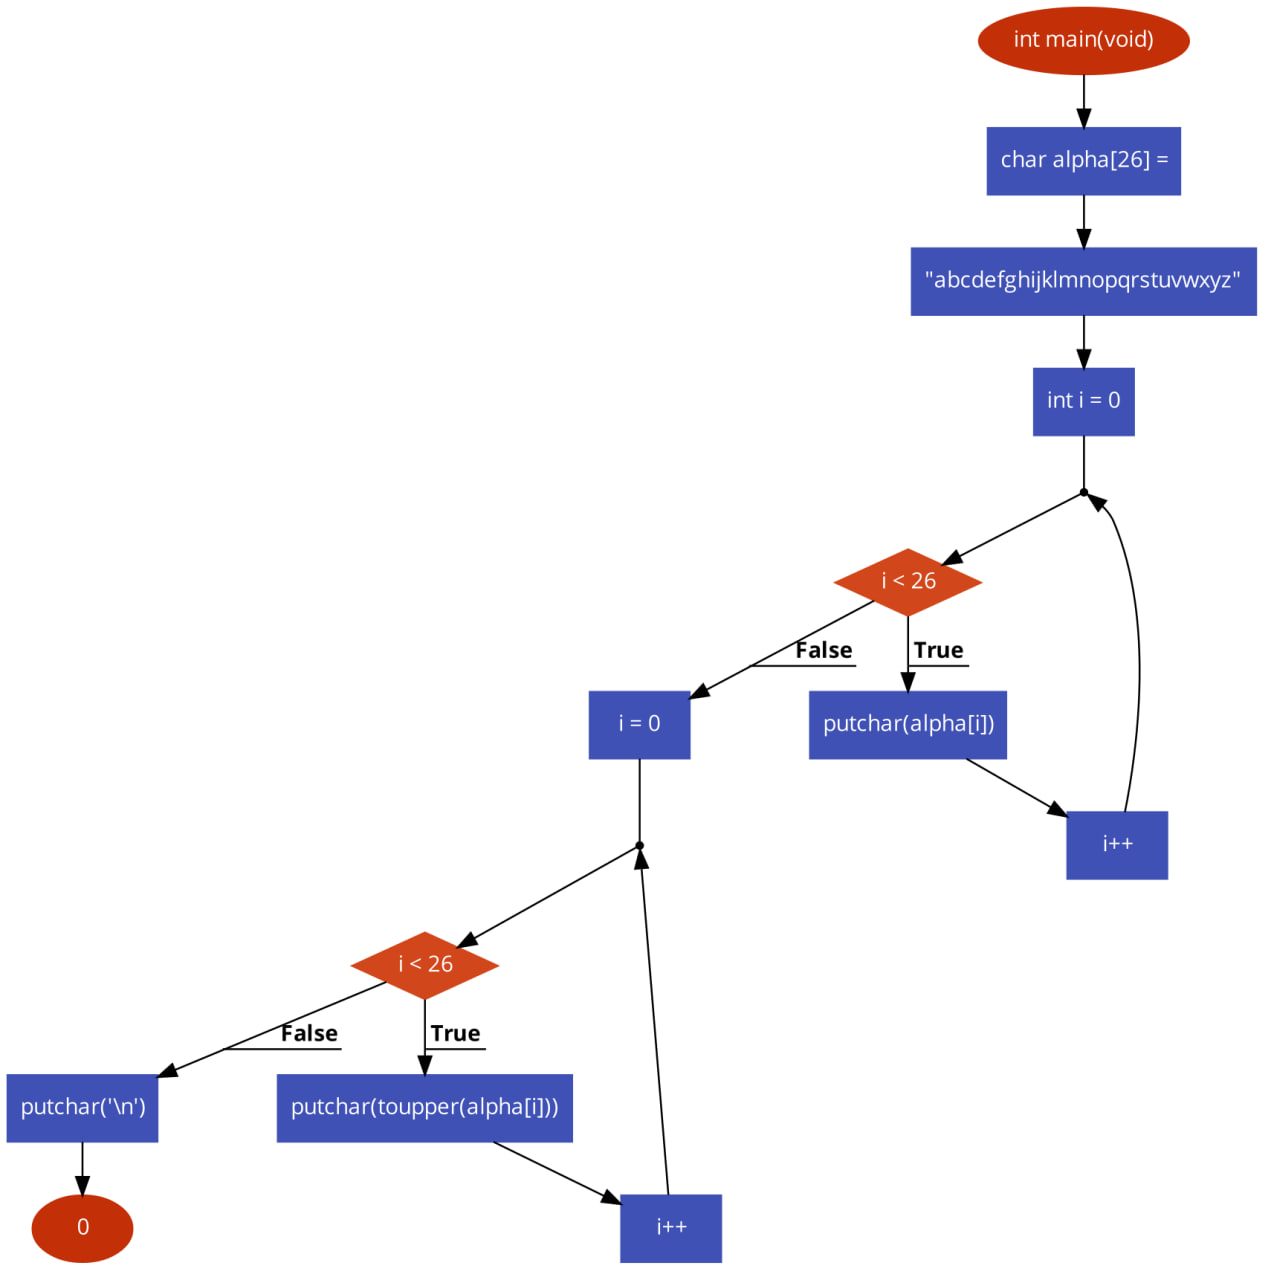 int main(void)
char alpha[26] =
"abcdefghijklmnopqrstuvwxyz"
int i = 0
i < 26
False
True
i = 0
putchar(alpha[i])
i++
i < 26
False
True
putchar('\n')
putchar(toupper(alpha[i]))
0
i++